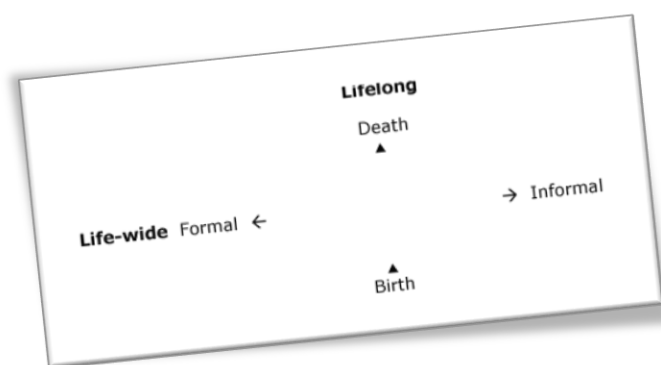 Lifelong
Death
▲
→ Informal
Life-wide Formal ←
▲
Birth